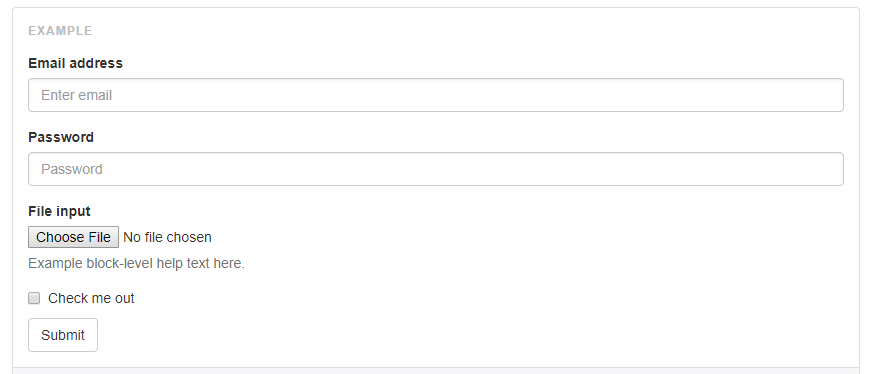 EXAMPLE
Email address
Enter email
Password
Password
File input
Choose File No file chosen
Example block-level help text here.
Check me out
Submit